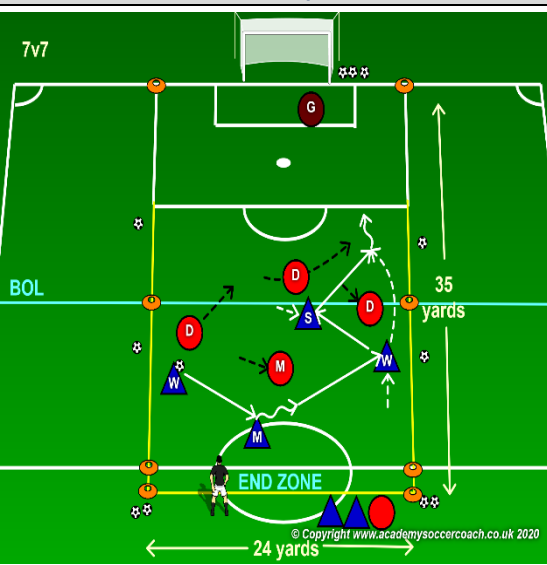 7v7
G
BOL
D
D
35
yards
S
D
M
W
W
M
END ZONE
© Copyright www.academysoccercoach.co.uk 2020
24 yards